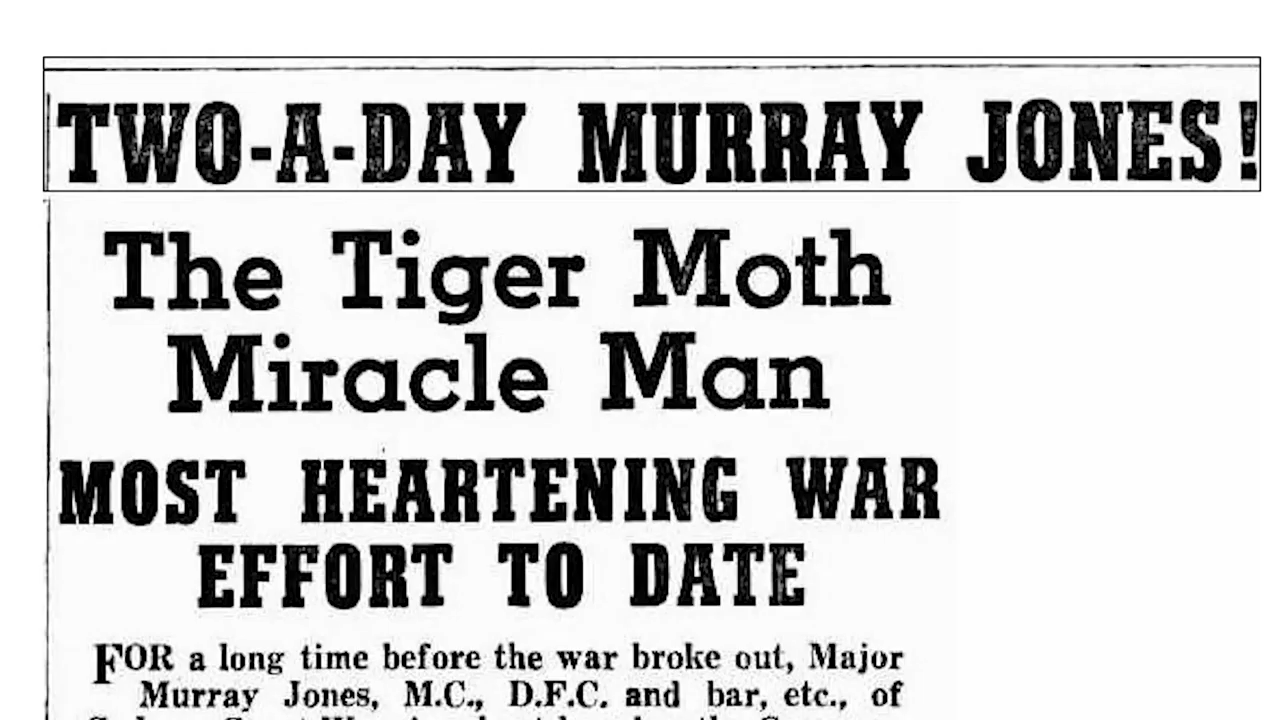 TWO-A-DAY MURRAY JONES!
The Tiger Moth
Miracle Man
MOST HEARTENING WAR
EFFORT TO DATE
FOR a long time before the war broke out, Major
Murray Jones, M.C., D.F.C. and bar, etc., of